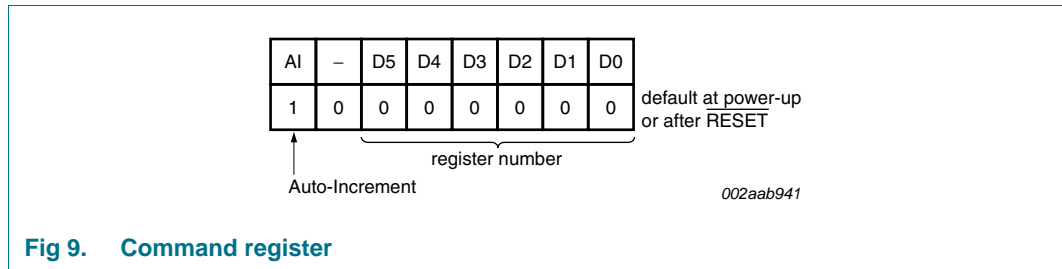 AI – D5 D4 D3 D2 D1 D0
1 0 0 0 0 0 0 0
default at power-up
or after RESET
register number
Auto-Increment
002aab941
Fig 9. Command register